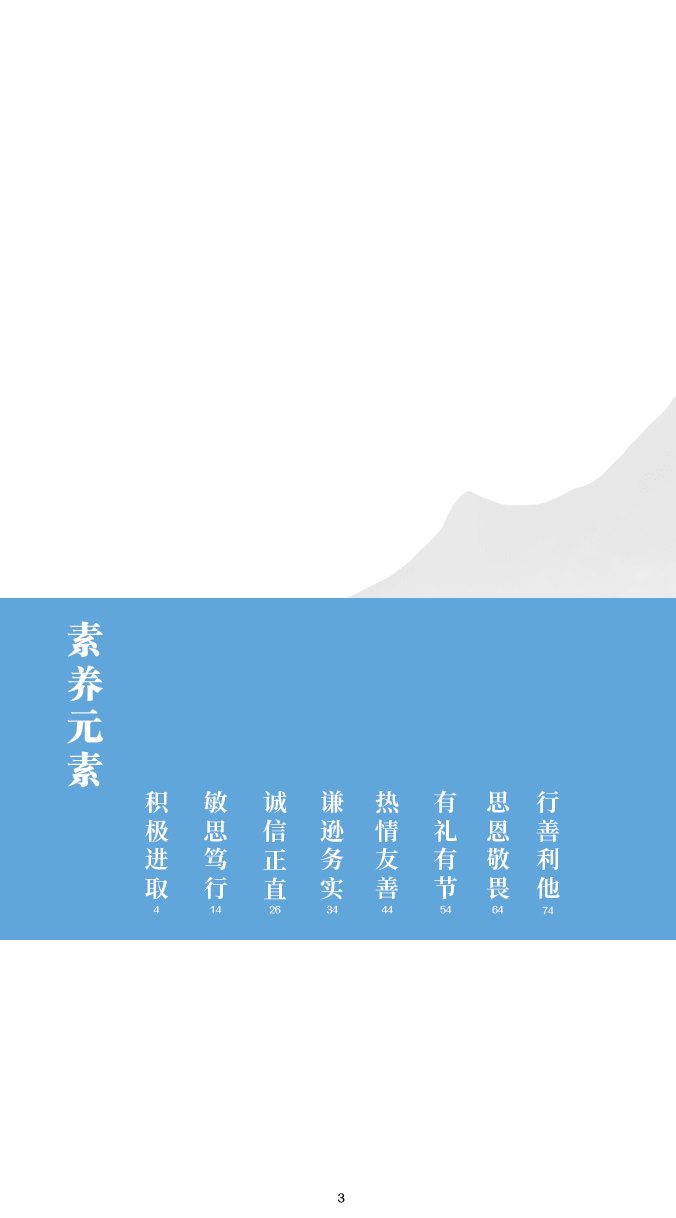 素养元素
积极进取
4
敏思笃行
14
诚信正直
26
谦逊务实
34
热情友善
44
有礼有节
54
思恩敬畏
64
行善利他
74
3